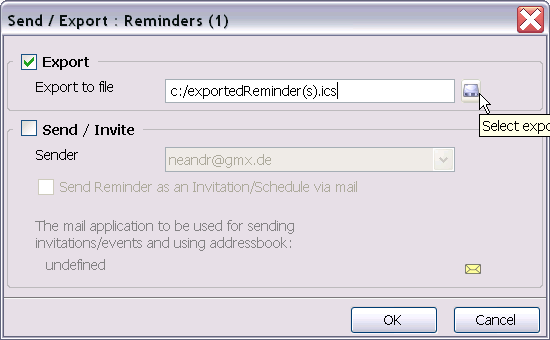 Send / Export : Reminders (1)
Export
Export to file
c:/exportedReminder(s).ics
Select expo
Send / Invite
Sender
neandr@gmx.de
Send Reminder as an Invitation/Schedule via mail
The mail application to be used for sending
invitations/events and using addressbook:
undefined
OK
Cancel